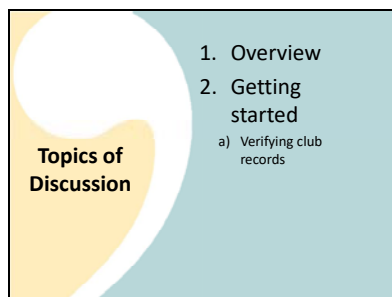 Topics of
Discussion
1. Overview
2. Getting
started
a) Verifying club
records